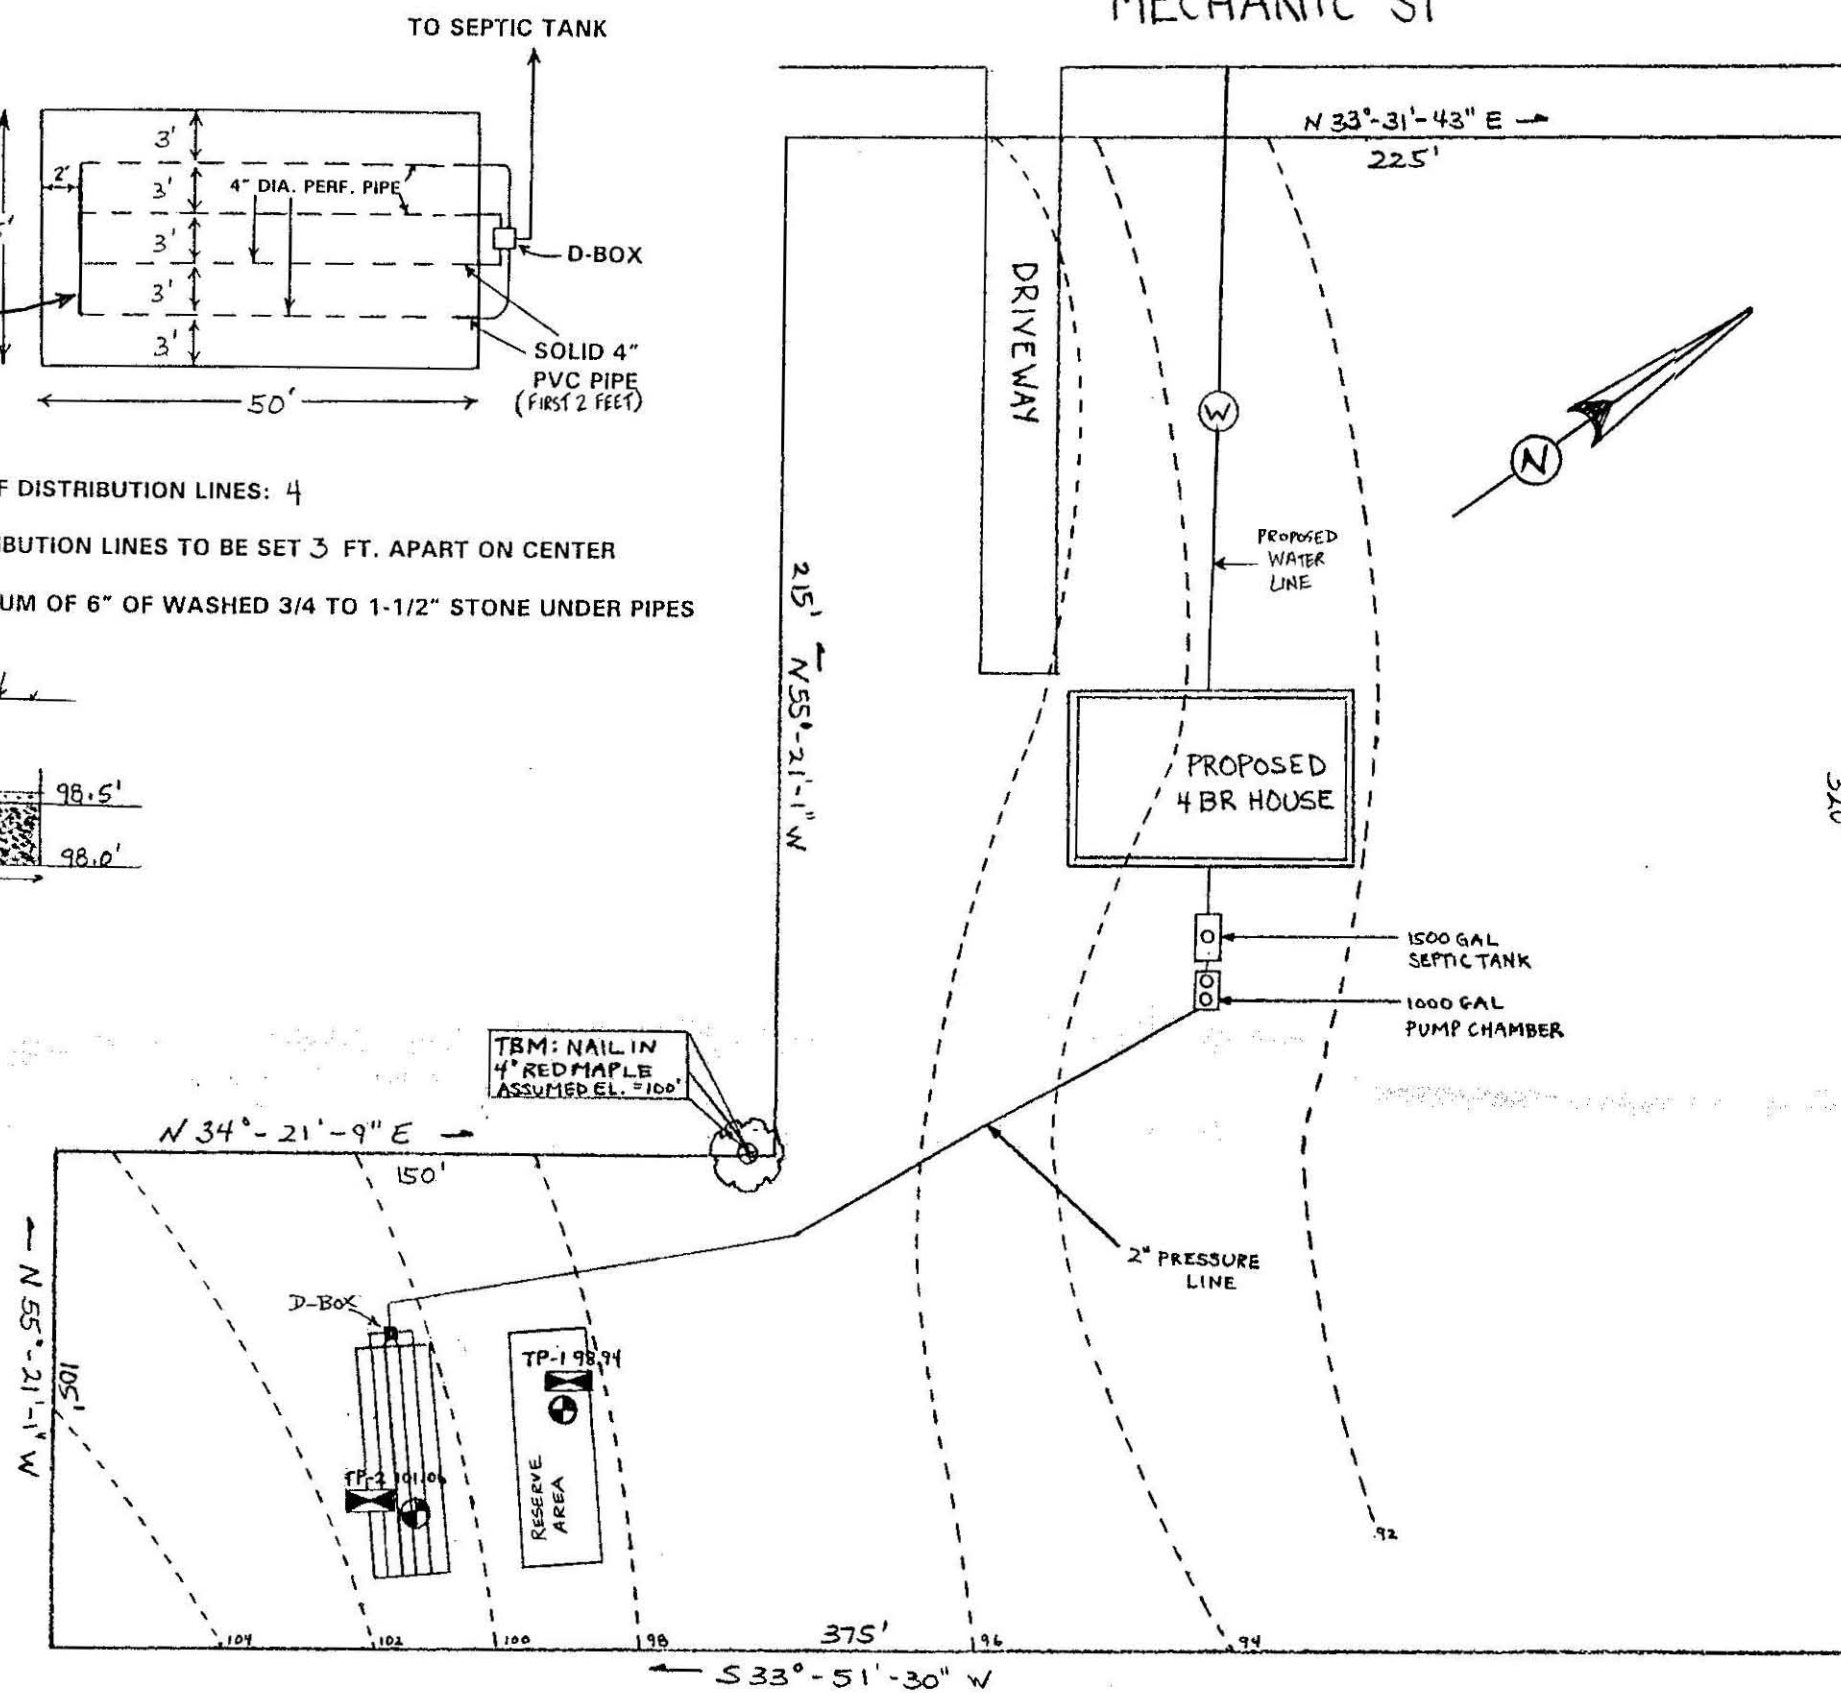 MECHANIC ST
TO SEPTIC TANK
3'
2'
3'
4" DIA. PERF. PIPE
3'
D-BOX
3'
3'
SOLID 4"
PVC PIPE
(FIRST 2 FEET)
50'
F DISTRIBUTION LINES: 4
IBUTION LINES TO BE SET 3 FT. APART ON CENTER
UM OF 6" OF WASHED 3/4 TO 1-1/2" STONE UNDER PIPES
98.5'
98.0'
N 33°-31'-43" E
225'
DRIVEWAY
W
N
PROPOSED
WATER
LINE
215' N 55°-21'-1" W
PROPOSED
4 BR HOUSE
320
1500 GAL
SEPTIC TANK
1000 GAL
PUMP CHAMBER
TBM: NAIL IN
4" RED MAPLE
ASSUMED EL. = 100'
N 34°-21'-9" E
150'
2" PRESSURE
LINE
D-BOX
N 55°-21'-1" W
105'
TP-1 98.94
TP-2 101.06
RESERVE
AREA
92
104
102
100
98
375'
96
94
S 33°-51'-30" W